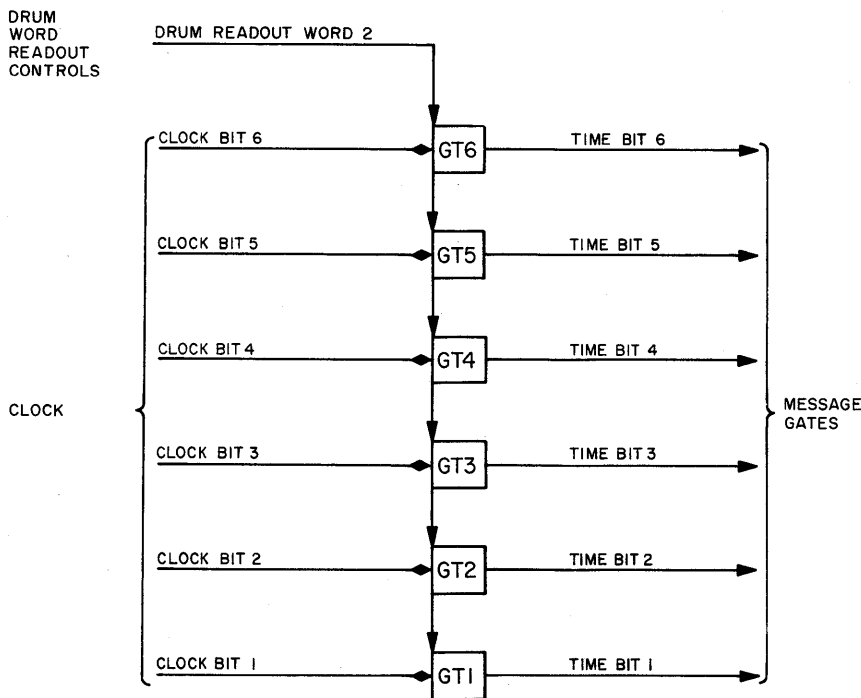 DRUM
WORD
READOUT
CONTROLS
DRUM READOUT WORD 2
CLOCK BIT 6
GT6
TIME BIT 6
CLOCK BIT 5
GT5
TIME BIT 5
CLOCK BIT 4
GT4
TIME BIT 4
CLOCK
MESSAGE
GATES
CLOCK BIT 3
GT3
TIME BIT 3
CLOCK BIT 2
GT2
TIME BIT 2
CLOCK BIT 1
GT1
TIME BIT 1